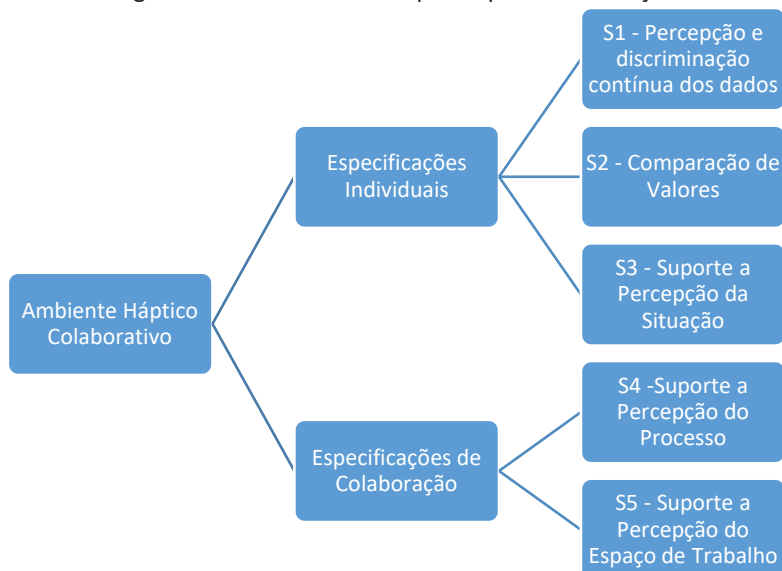 S1 - Percepção e
discriminação
contínua dos dados
Especificações
Individuais
S2 - Comparação de
Valores
S3 - Suporte a
Percepção da
Situação
Ambiente Háptico
Colaborativo
S4 -Suporte a
Percepção do
Processo
Especificações de
Colaboração
S5 - Suporte a
Percepção do
Espaço de Trabalho